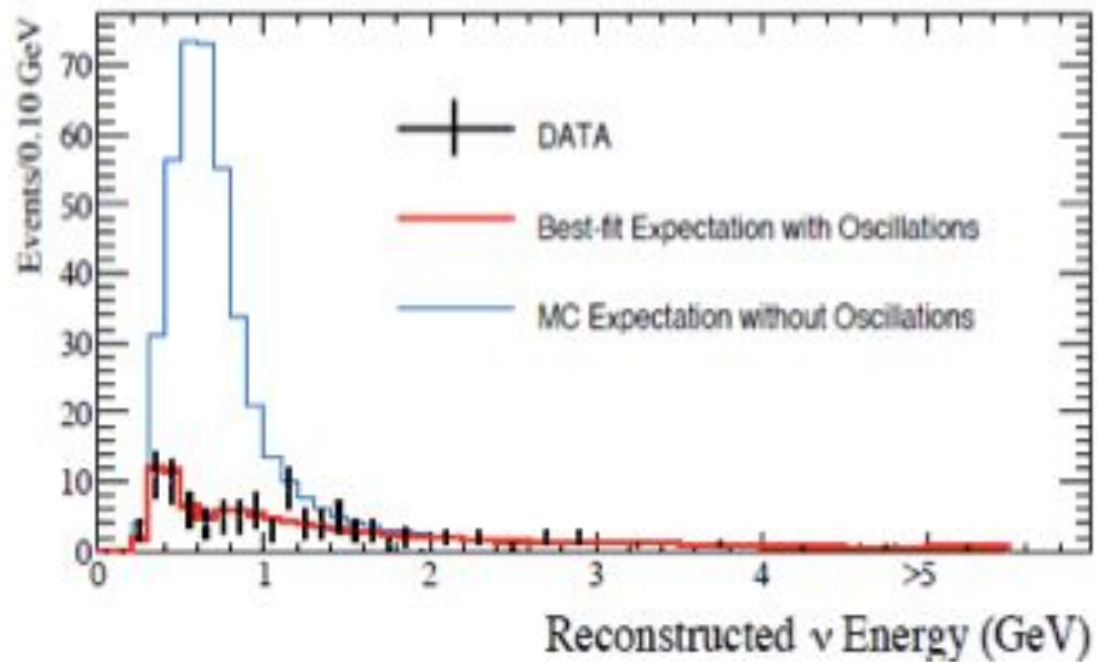 Events/0.10 GeV
70
60
50
40
30
20
10
0
DATA
Best-fit Expectation with Oscillations
MC Expectation without Oscillations
0 1 2 3 4 >5
Reconstructed ν Energy (GeV)